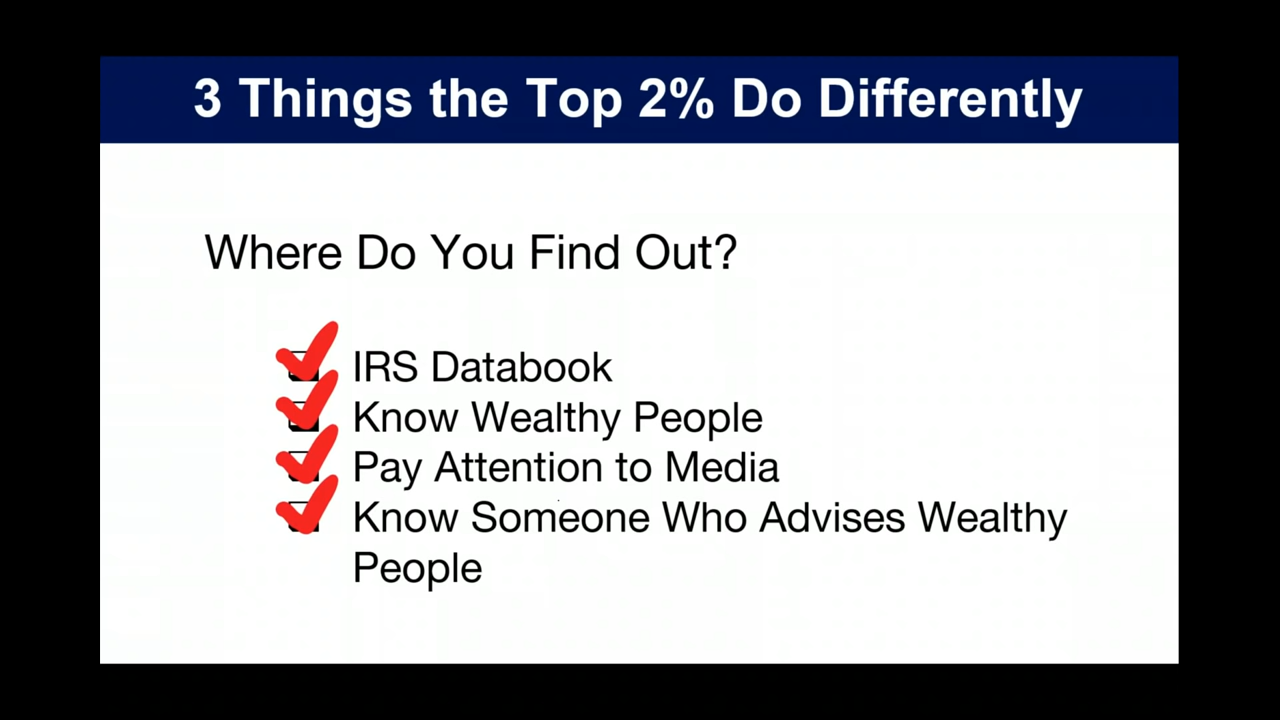 3 Things the Top 2% Do Differently
Where Do You Find Out?
IRS Databook
Know Wealthy People
Pay Attention to Media
Know Someone Who Advises Wealthy
People